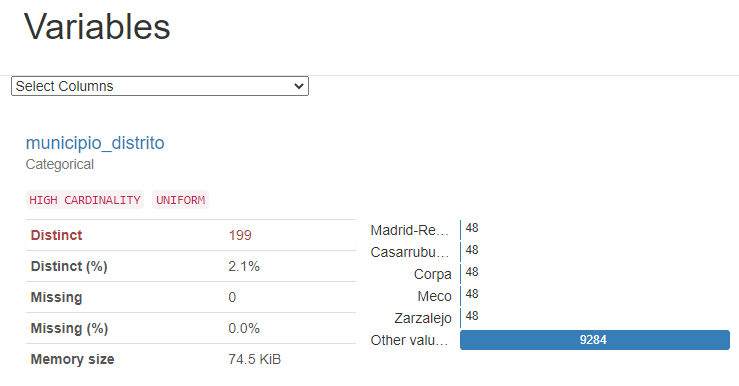 Variables
Select Columns
municipio_distrito
Categorical
HIGH CARDINALITY UNIFORM
Distinct 199
Distinct (%) 2.1%
Missing 0
Missing (%) 0.0%
Memory size 74.5 KiB
Madrid-Re... 48
Casarrubu... 48
Corpa 48
Meco 48
Zarzalejo 48
Other valu... 9284